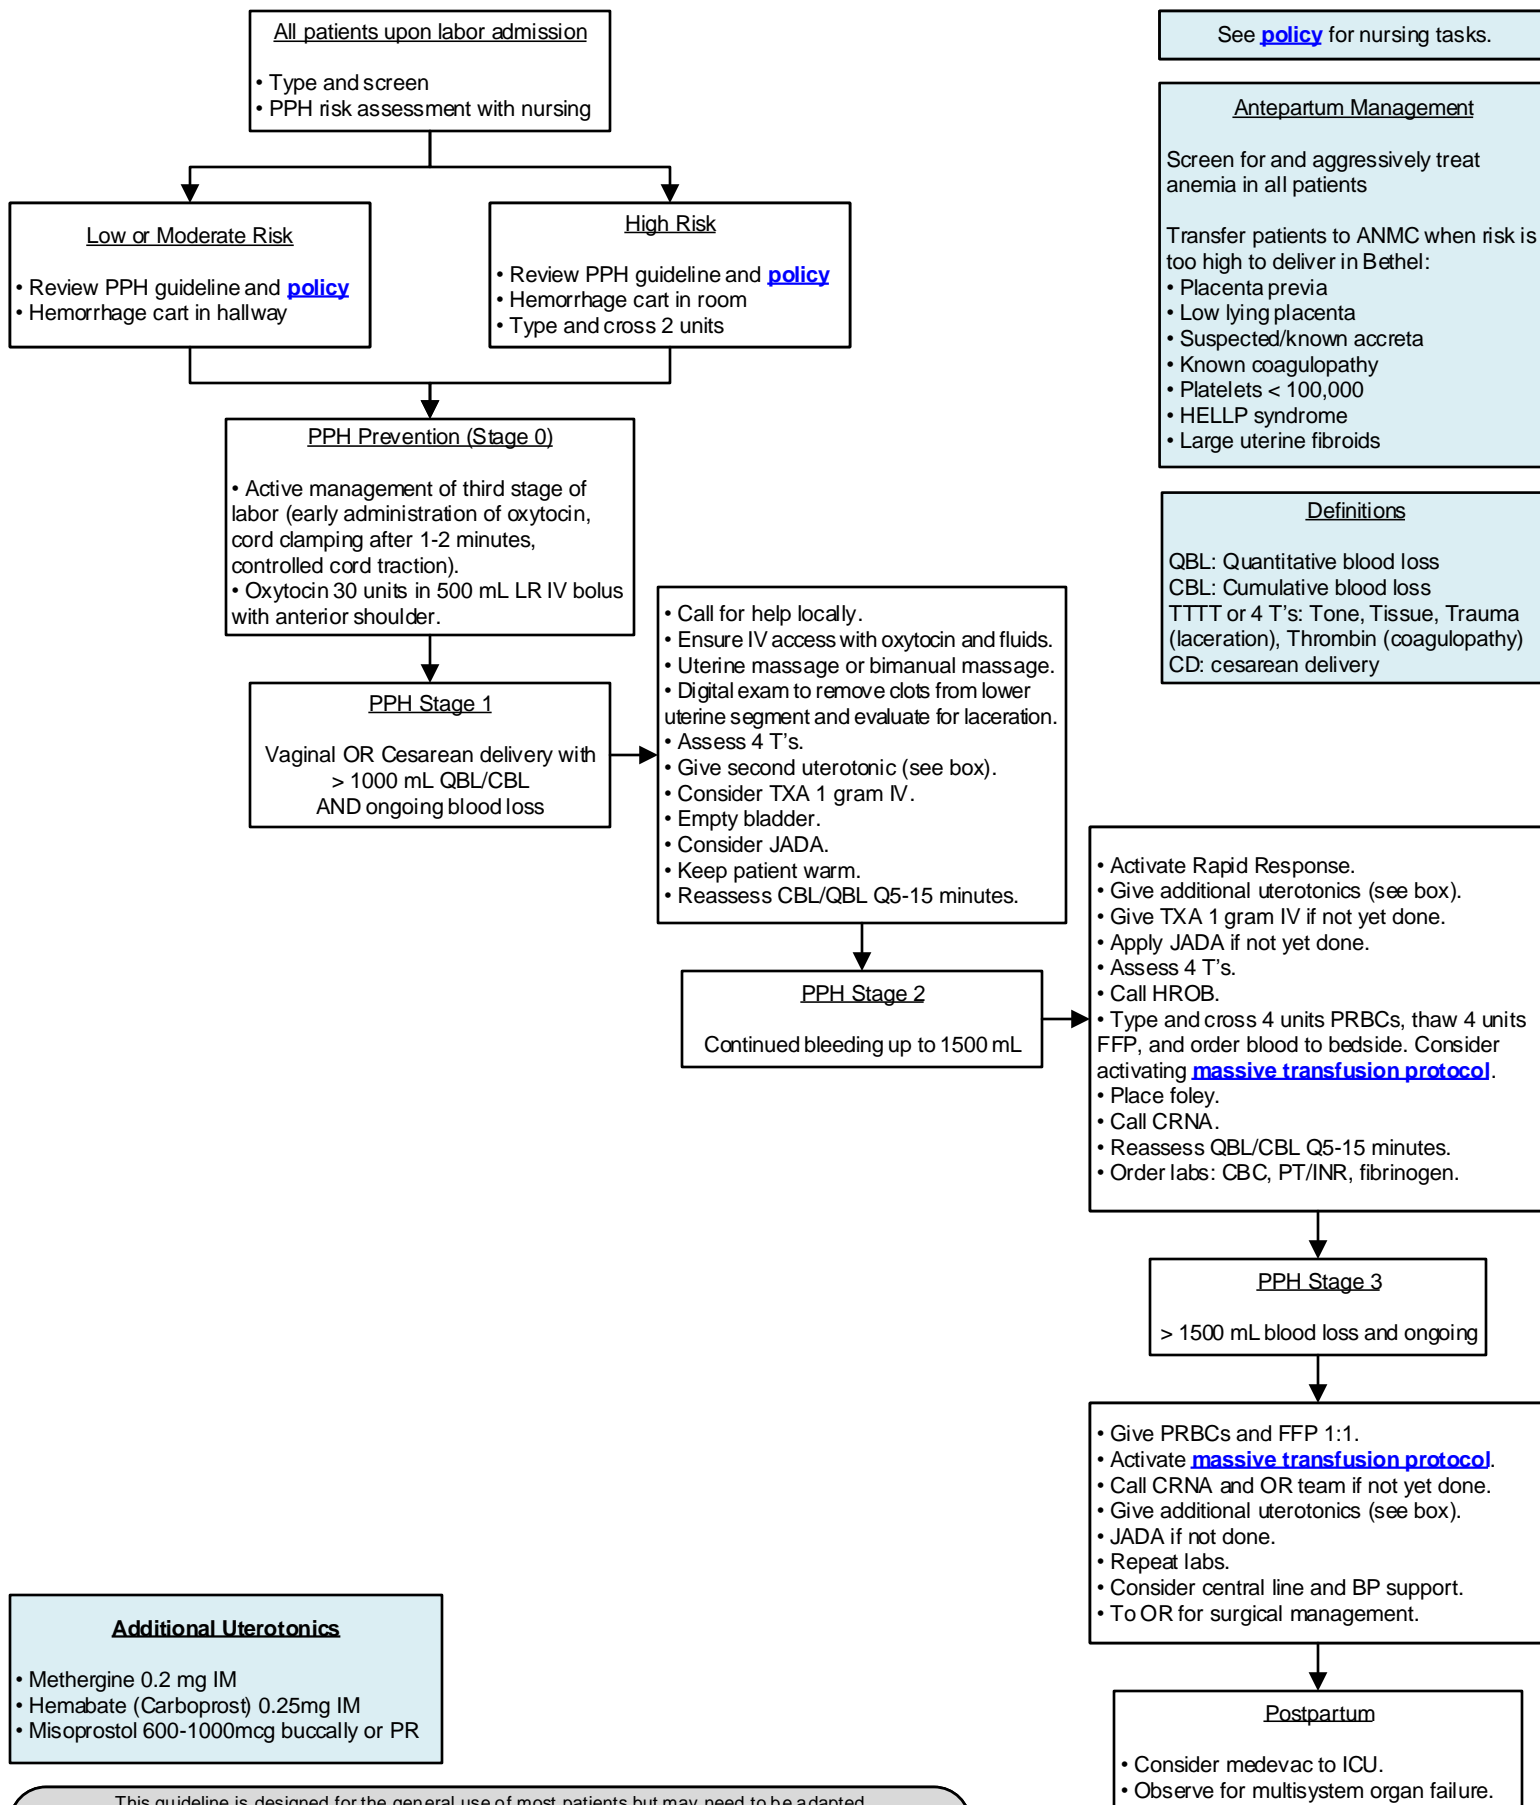 All patients upon labor admission
• Type and screen
• PPH risk assessment with nursing
Low or Moderate Risk
• Review PPH guideline and policy
• Hemorrhage cart in hallway
High Risk
• Review PPH guideline and policy
• Hemorrhage cart in room
• Type and cross 2 units
PPH Prevention (Stage 0)
• Active management of third stage of
labor (early administration of oxytocin,
cord clamping after 1-2 minutes,
controlled cord traction).
• Oxytocin 30 units in 500 mL LR IV bolus
with anterior shoulder.
PPH Stage 1
Vaginal OR Cesarean delivery with
> 1000 mL QBL/CBL
AND ongoing blood loss
• Call for help locally.
• Ensure IV access with oxytocin and fluids.
• Uterine massage or bimanual massage.
• Digital exam to remove clots from lower
uterine segment and evaluate for laceration.
• Assess 4 T’s.
• Give second uterotonic (see box).
• Consider TXA 1 gram IV.
• Empty bladder.
• Consider JADA.
• Keep patient warm.
• Reassess CBL/QBL Q5-15 minutes.
PPH Stage 2
Continued bleeding up to 1500 mL
See policy for nursing tasks.
Antepartum Management
Screen for and aggressively treat
anemia in all patients
Transfer patients to ANMC when risk is
too high to deliver in Bethel:
• Placenta previa
• Low lying placenta
• Suspected/known accreta
• Known coagulopathy
• Platelets < 100,000
• HELLP syndrome
• Large uterine fibroids
Definitions
QBL: Quantitative blood loss
CBL: Cumulative blood loss
TTTT or 4 T's: Tone, Tissue, Trauma
(laceration), Thrombin (coagulopathy)
CD: cesarean delivery
• Activate Rapid Response.
• Give additional uterotonics (see box).
• Give TXA 1 gram IV if not yet done.
• Apply JADA if not yet done.
• Assess 4 T’s.
• Call HROB.
• Type and cross 4 units PRBCs, thaw 4 units
FFP, and order blood to bedside. Consider
activating massive transfusion protocol.
• Place foley.
• Call CRNA.
• Reassess QBL/CBL Q5-15 minutes.
• Order labs: CBC, PT/INR, fibrinogen.
PPH Stage 3
> 1500 mL blood loss and ongoing
• Give PRBCs and FFP 1:1.
• Activate massive transfusion protocol.
• Call CRNA and OR team if not yet done.
• Give additional uterotonics (see box).
• JADA if not done.
• Repeat labs.
• Consider central line and BP support.
• To OR for surgical management.
Postpartum
• Consider medevac to ICU.
• Observe for multisystem organ failure.
Additional Uterotonics
• Methergine 0.2 mg IM
• Hemabate (Carboprost) 0.25mg IM
• Misoprostol 600-1000mcg buccally or PR
This guideline is designed for the general use of most patients but may need to be adapted